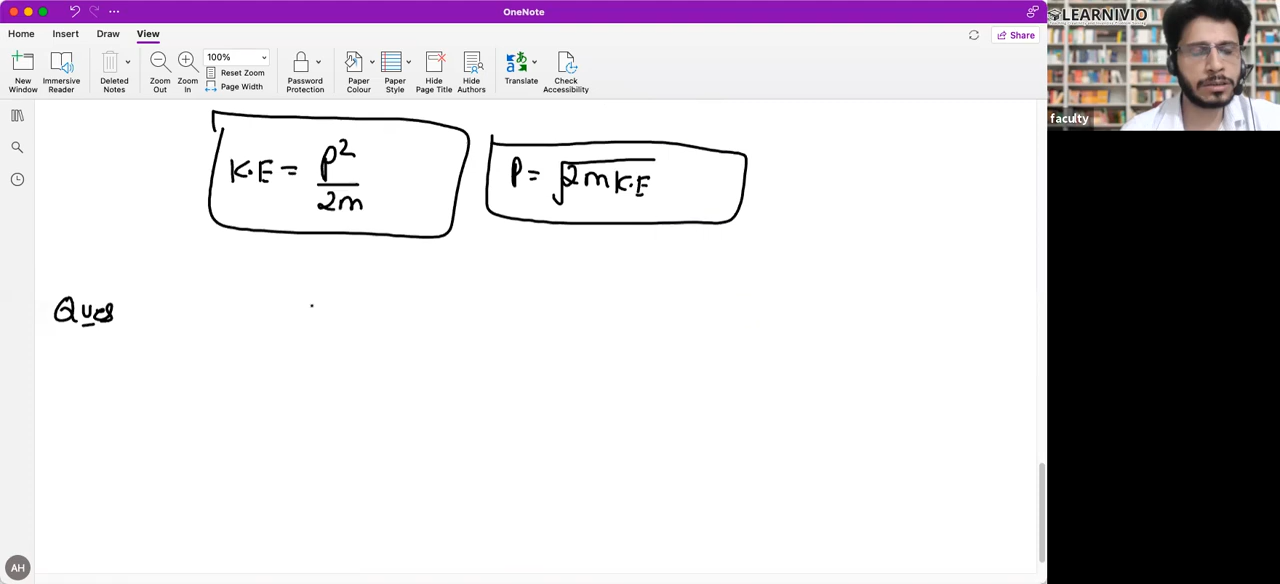 OneNote
Home Insert Draw View
Share
LEARNIVIO
100%
Reset Zoom
Page Width
New Window
Immersive Reader
Deleted Notes
Zoom Out
Zoom In
Password Protection
Paper Colour
Paper Style
Hide Page Title
Hide Authors
Translate
Check Accessibility
faculty
K.E = P²/2m
P = √2mK.E
Ques
AH